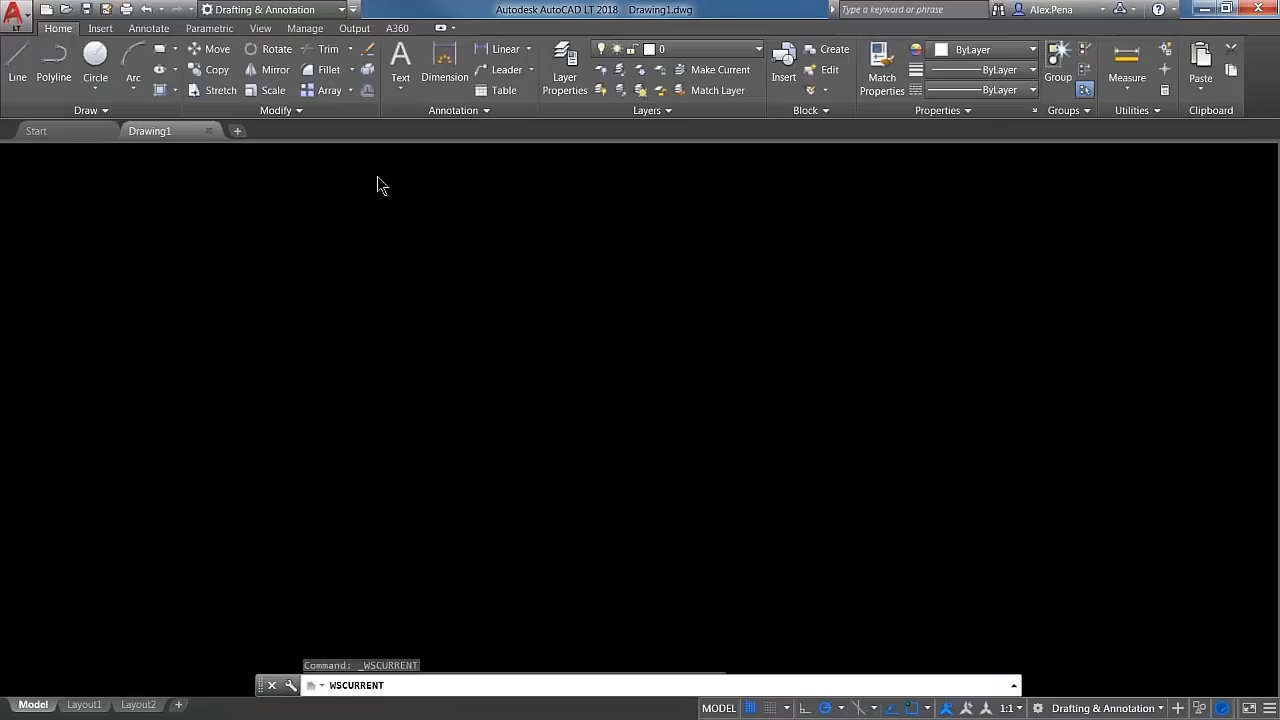 Drafting & Annotation
Autodesk AutoCAD LT 2018 Drawing1.dwg
Type a keyword or phrase
Alex.Pena
LT
Home Insert Annotate Parametric View Manage Output A360
Line Polyline Circle Arc
Move Rotate Trim
Copy Mirror Fillet
Stretch Scale Array
Text Dimension
Linear
Leader
Table
Layer
Properties
0
Make Current
Match Layer
Insert
Create
Edit
Match
Properties
ByLayer
ByLayer
ByLayer
Group
Measure
Paste
Draw Modify Annotation Layers Block Properties Groups Utilities Clipboard
Start Drawing1
Command: _WSCURRENT
WSCURRENT
Model Layout1 Layout2
MODEL 1:1 Drafting & Annotation